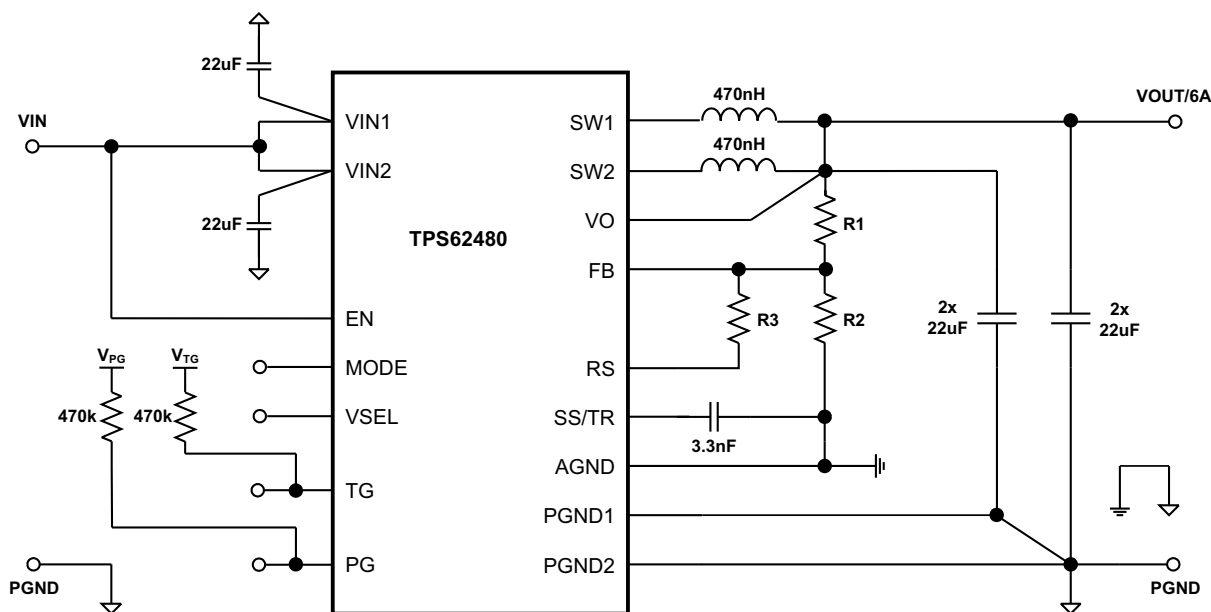 22uF
470nH
VOUT/6A
VIN
VIN1
SW1
470nH
VIN2
SW2
22uF
VO
R1
TPS62480
FB
2x
22uF
2x
22uF
EN
R3
R2
VPG
VTG
MODE
RS
470k
470k
VSEL
SS/TR
3.3nF
AGND
TG
PGND1
PG
PGND2
PGND
PGND